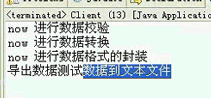 <terminated> Client (13) [Java Applicatio
now 进行数据校验
now 进行数据转换
now 进行数据格式的封装
导出数据测试数据到文本文件